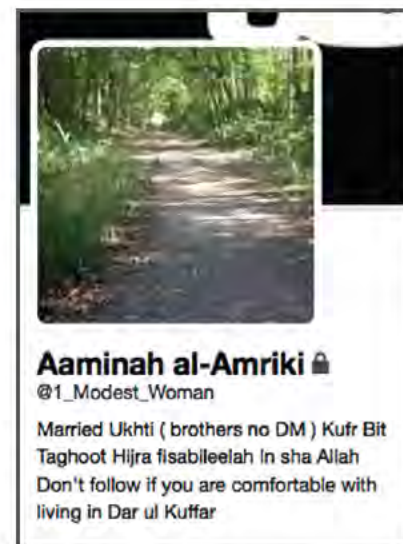 Aaminah al-Amriki
@1_Modest_Woman
Married Ukhti ( brothers no DM ) Kufr Bit
Taghoot Hijra fisabileelah In sha Allah
Don't follow if you are comfortable with
living in Dar ul Kuffar